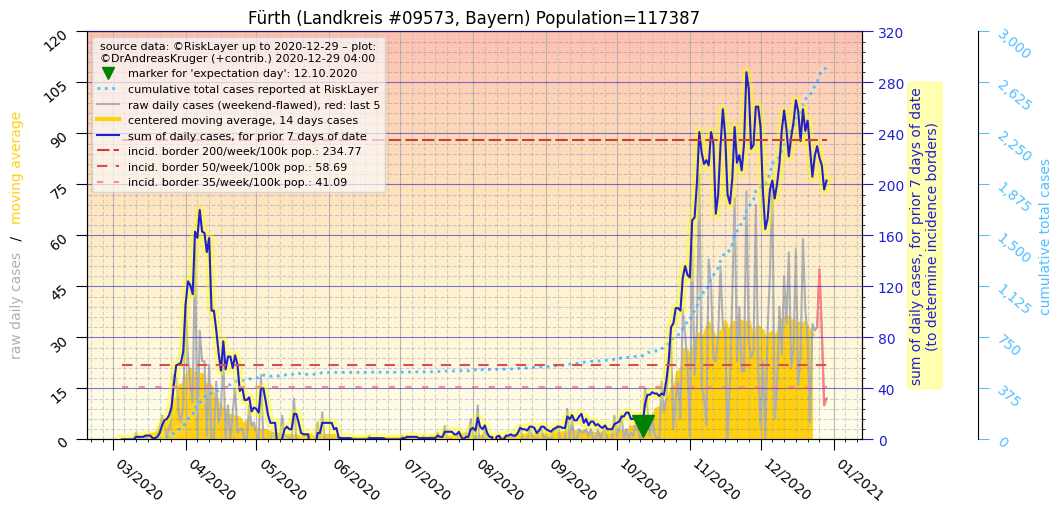 Fürth (Landkreis #09573, Bayern) Population=117387
source data: ©RiskLayer up to 2020-12-29 – plot:
©DrAndreasKruger (+contrib.) 2020-12-29 04:00
marker for 'expectation day': 12.10.2020
cumulative total cases reported at RiskLayer
raw daily cases (weekend-flawed), red: last 5
centered moving average, 14 days cases
sum of daily cases, for prior 7 days of date
incid. border 200/week/100k pop.: 234.77
incid. border 50/week/100k pop.: 58.69
incid. border 35/week/100k pop.: 41.09
raw daily cases / moving average
120
105
90
75
60
45
30
15
0
03/2020
04/2020
05/2020
06/2020
07/2020
08/2020
09/2020
10/2020
11/2020
12/2020
01/2021
320
280
240
200
160
120
80
40
0
sum of daily cases, for prior 7 days of date
(to determine incidence borders)
3,000
2,625
2,250
1,875
1,500
1,125
750
375
0
cumulative total cases